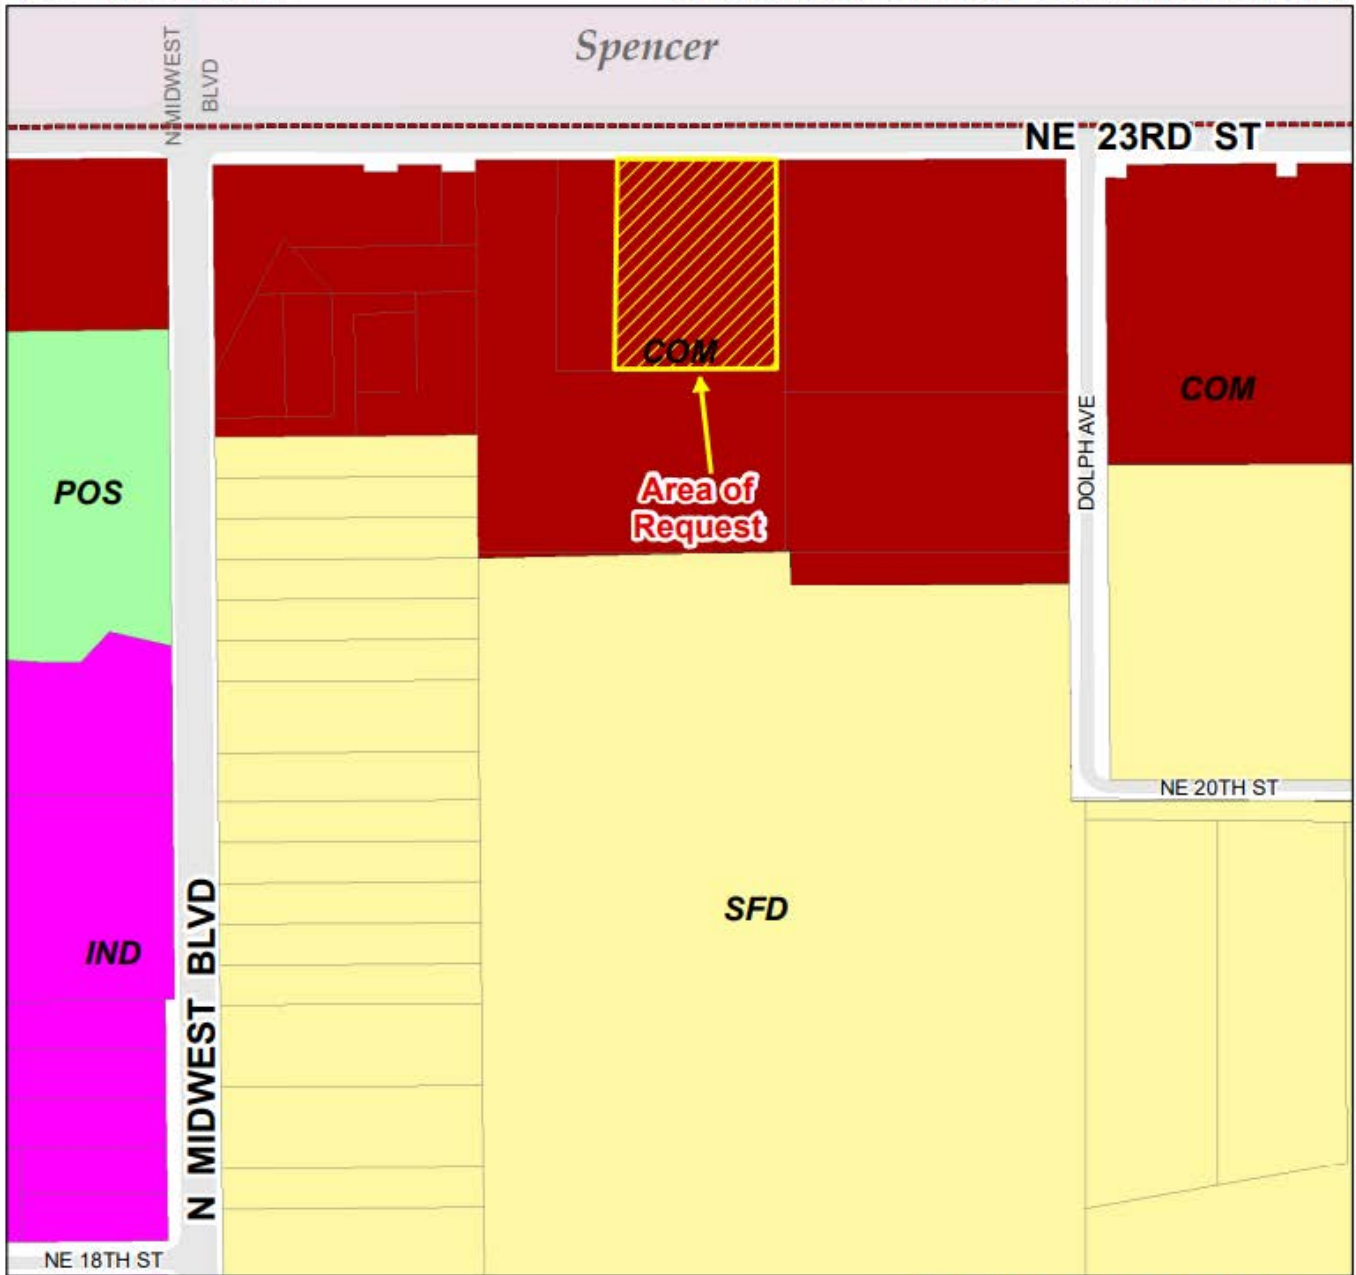 Spencer
N MIDWEST
BLVD
NE 23RD ST
COM
COM
DOLPH AVE
POS
Area of
Request
NE 20TH ST
SFD
IND
N MIDWEST BLVD
NE 18TH ST